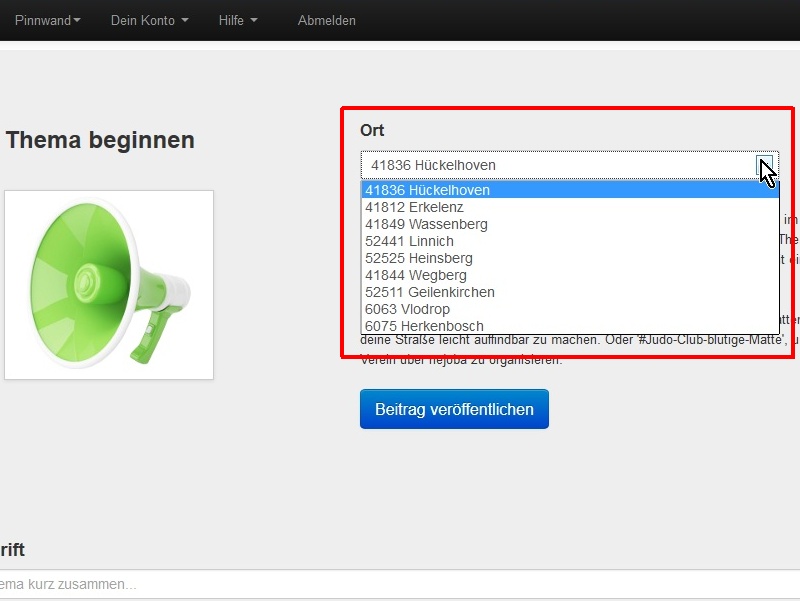 Pinnwand Dein Konto Hilfe Abmelden
Thema beginnen
Ort
41836 Hückelhoven
41836 Hückelhoven
41812 Erkelenz
41849 Wassenberg
52441 Linnich
52525 Heinsberg
41844 Wegberg
52511 Geilenkirchen
6063 Vlodrop
6075 Herkenbosch
im
deine Straße leicht auffindbar zu machen. Oder '#Judo-Club-blutige-Matte',
Verein über nejoba zu organisieren.
Beitrag veröffentlichen
rift
ema kurz zusammen...